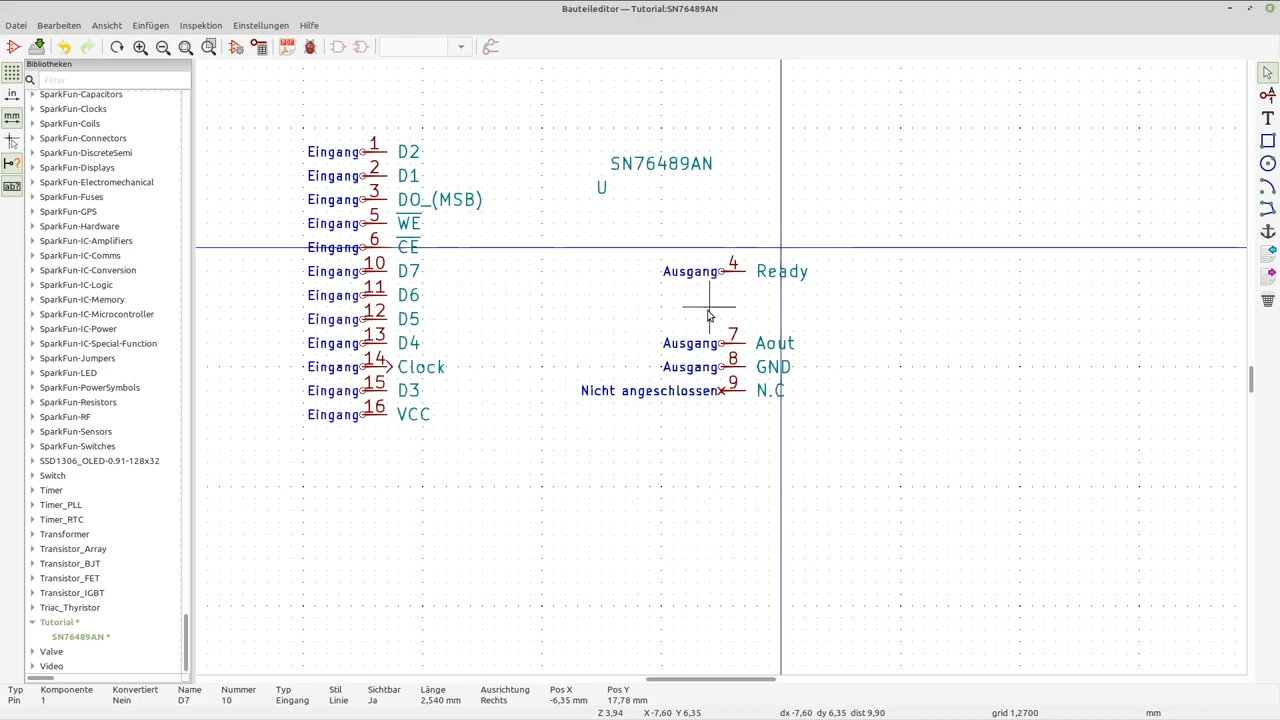 Bauteileditor — Tutorial:SN76489AN
Datei Bearbeiten Ansicht Einfügen Inspektion Einstellungen Hilfe
PDF
Bibliotheken
Filter
in
mm
ab?
SparkFun-Capacitors
SparkFun-Clocks
SparkFun-Coils
SparkFun-Connectors
SparkFun-DiscreteSemi
SparkFun-Displays
SparkFun-Electromechanical
SparkFun-Fuses
SparkFun-GPS
SparkFun-Hardware
SparkFun-IC-Amplifiers
SparkFun-IC-Comms
SparkFun-IC-Conversion
SparkFun-IC-Logic
SparkFun-IC-Memory
SparkFun-IC-Microcontroller
SparkFun-IC-Power
SparkFun-IC-Special-Function
SparkFun-Jumpers
SparkFun-LED
SparkFun-PowerSymbols
SparkFun-Resistors
SparkFun-RF
SparkFun-Sensors
SparkFun-Switches
SSD1306_OLED-0.91-128x32
Switch
Timer
Timer_PLL
Timer_RTC
Transformer
Transistor_Array
Transistor_BJT
Transistor_FET
Transistor_IGBT
Triac_Thyristor
Tutorial *
SN76489AN *
Valve
Video
Eingang 1 D2
Eingang 2 D1
Eingang 3 DO_(MSB)
Eingang 5 WE
Eingang 6 CE
Eingang 10 D7
Eingang 11 D6
Eingang 12 D5
Eingang 13 D4
Eingang 14 Clock
Eingang 15 D3
Eingang 16 VCC
SN76489AN
U
Ausgang 4 Ready
Ausgang 7 Aout
Ausgang 8 GND
Nicht angeschlossen 9 N.C
Typ Komponente Konvertiert Name Nummer Typ Stil Sichtbar Länge Ausrichtung Pos X Pos Y
Pin 1 Nein D7 10 Eingang Linie Ja 2,540 mm Rechts -6,35 mm 17,78 mm
Z 3,94 X -7,60 Y 6,35 dx -7,60 dy 6,35 dist 9,90 grid 1,2700 mm